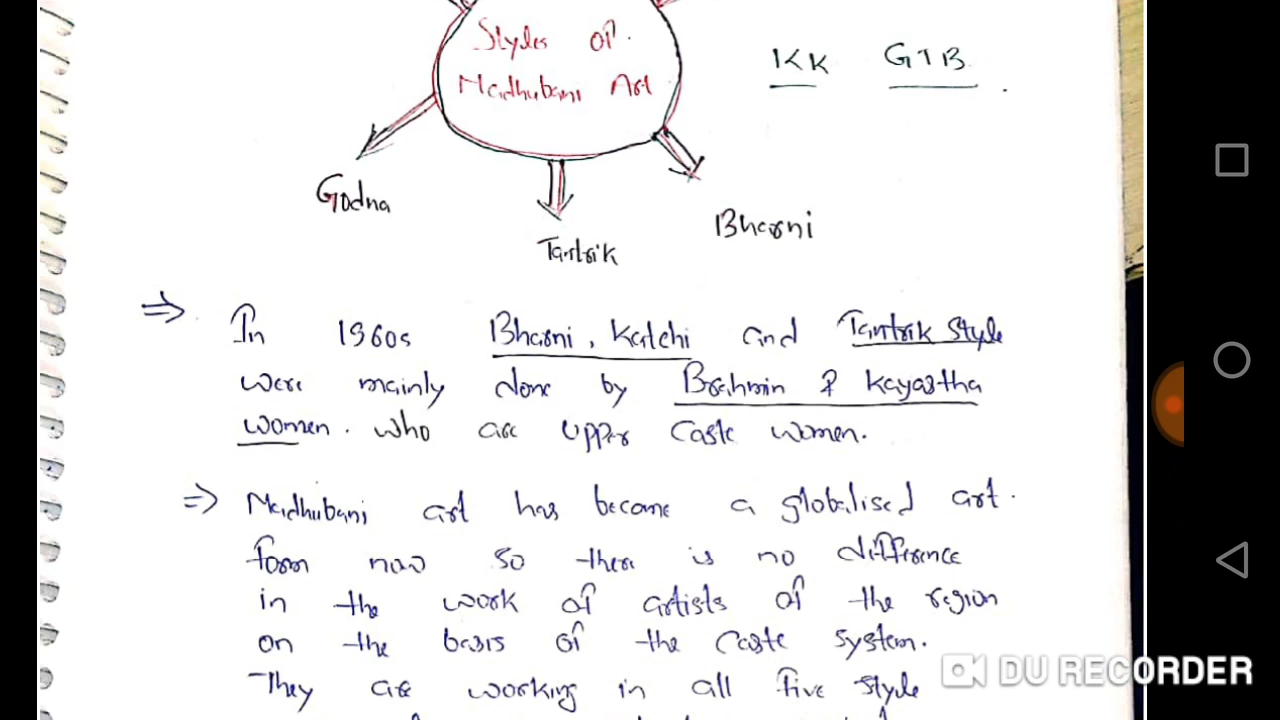 Styles of
Madhubani Art
KK GTB.
Godna
Tantrik
Bharni
⇒ In 1960s Bharni, Katchi and Tantrik Style
were mainly done by Brahmin & Kayastha
women. who are upper caste women.
⇒ Madhubani art has become a globalised art.
form now so there is no difference
in the work of artists of the region
on the basis of the caste system.
They are working in all five style
DU RECORDER